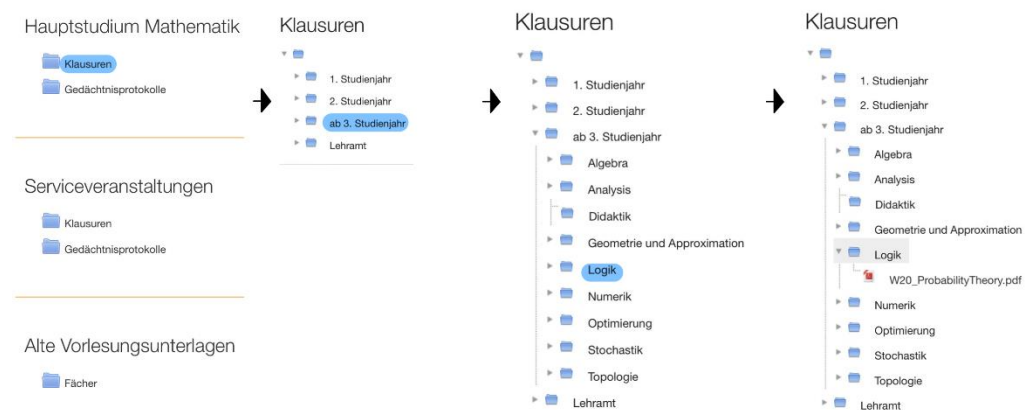 Hauptstudium Mathematik
Klausuren
Gedächtnisprotokolle
Serviceveranstaltungen
Klausuren
Gedächtnisprotokolle
Alte Vorlesungsunterlagen
Fächer
Klausuren
1. Studienjahr
2. Studienjahr
ab 3. Studienjahr
Lehramt
Klausuren
1. Studienjahr
2. Studienjahr
ab 3. Studienjahr
Algebra
Analysis
Didaktik
Geometrie und Approximation
Logik
Numerik
Optimierung
Stochastik
Topologie
Lehramt
Klausuren
1. Studienjahr
2. Studienjahr
ab 3. Studienjahr
Algebra
Analysis
Didaktik
Geometrie und Approximation
Logik
W20_ProbabilityTheory.pdf
Numerik
Optimierung
Stochastik
Topologie
Lehramt